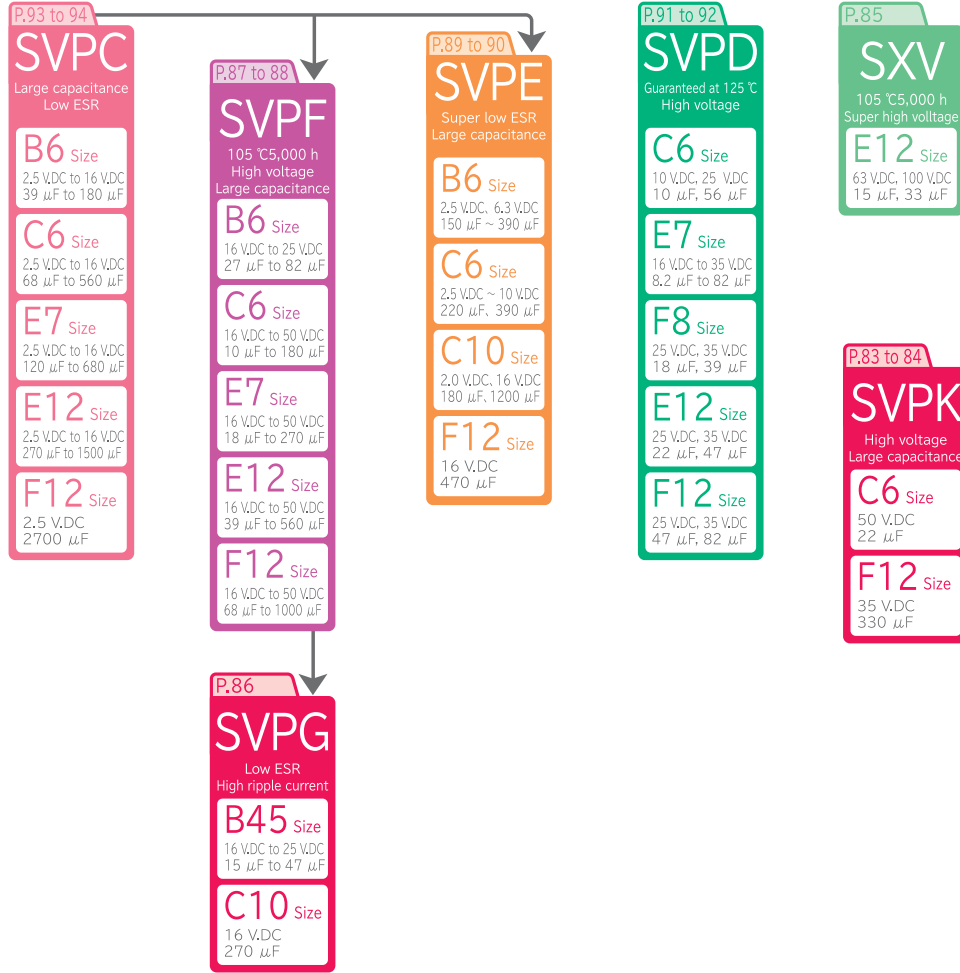 P.93 to 94
SVPC
Large capacitance
Low ESR
B6 Size
2.5 V.DC to 16 V.DC
39 μF to 180 μF
C6 Size
2.5 V.DC to 16 V.DC
68 μF to 560 μF
E7 Size
2.5 V.DC to 16 V.DC
120 μF to 680 μF
E12 Size
2.5 V.DC to 16 V.DC
270 μF to 1500 μF
F12 Size
2.5 V.DC
2700 μF
P.87 to 88
SVPF
105 ℃5,000 h
High voltage
Large capacitance
B6 Size
16 V.DC to 25 V.DC
27 μF to 82 μF
C6 Size
16 V.DC to 50 V.DC
10 μF to 180 μF
E7 Size
16 V.DC to 50 V.DC
18 μF to 270 μF
E12 Size
16 V.DC to 50 V.DC
39 μF to 560 μF
F12 Size
16 V.DC to 50 V.DC
68 μF to 1000 μF
P.86
SVPG
Low ESR
High ripple current
B45 Size
16 V.DC to 25 V.DC
15 μF to 47 μF
C10 Size
16 V.DC
270 μF
P.89 to 90
SVPE
Super low ESR
Large capacitance
B6 Size
2.5 V.DC、6.3 V.DC
150 μF ~ 390 μF
C6 Size
2.5 V.DC ~ 10 V.DC
220 μF、390 μF
C10 Size
2.0 V.DC、16 V.DC
180 μF、1200 μF
F12 Size
16 V.DC
470 μF
P.91 to 92
SVPD
Guaranteed at 125 ℃
High voltage
C6 Size
10 V.DC, 25 V.DC
10 μF, 56 μF
E7 Size
16 V.DC to 35 V.DC
8.2 μF to 82 μF
F8 Size
25 V.DC, 35 V.DC
18 μF, 39 μF
E12 Size
25 V.DC, 35 V.DC
22 μF, 47 μF
F12 Size
25 V.DC, 35 V.DC
47 μF, 82 μF
P.85
SXV
105 ℃5,000 h
Super high volltage
E12 Size
63 V.DC, 100 V.DC
15 μF, 33 μF
P.83 to 84
SVPK
High voltage
Large capacitance
C6 Size
50 V.DC
22 μF
F12 Size
35 V.DC
330 μF